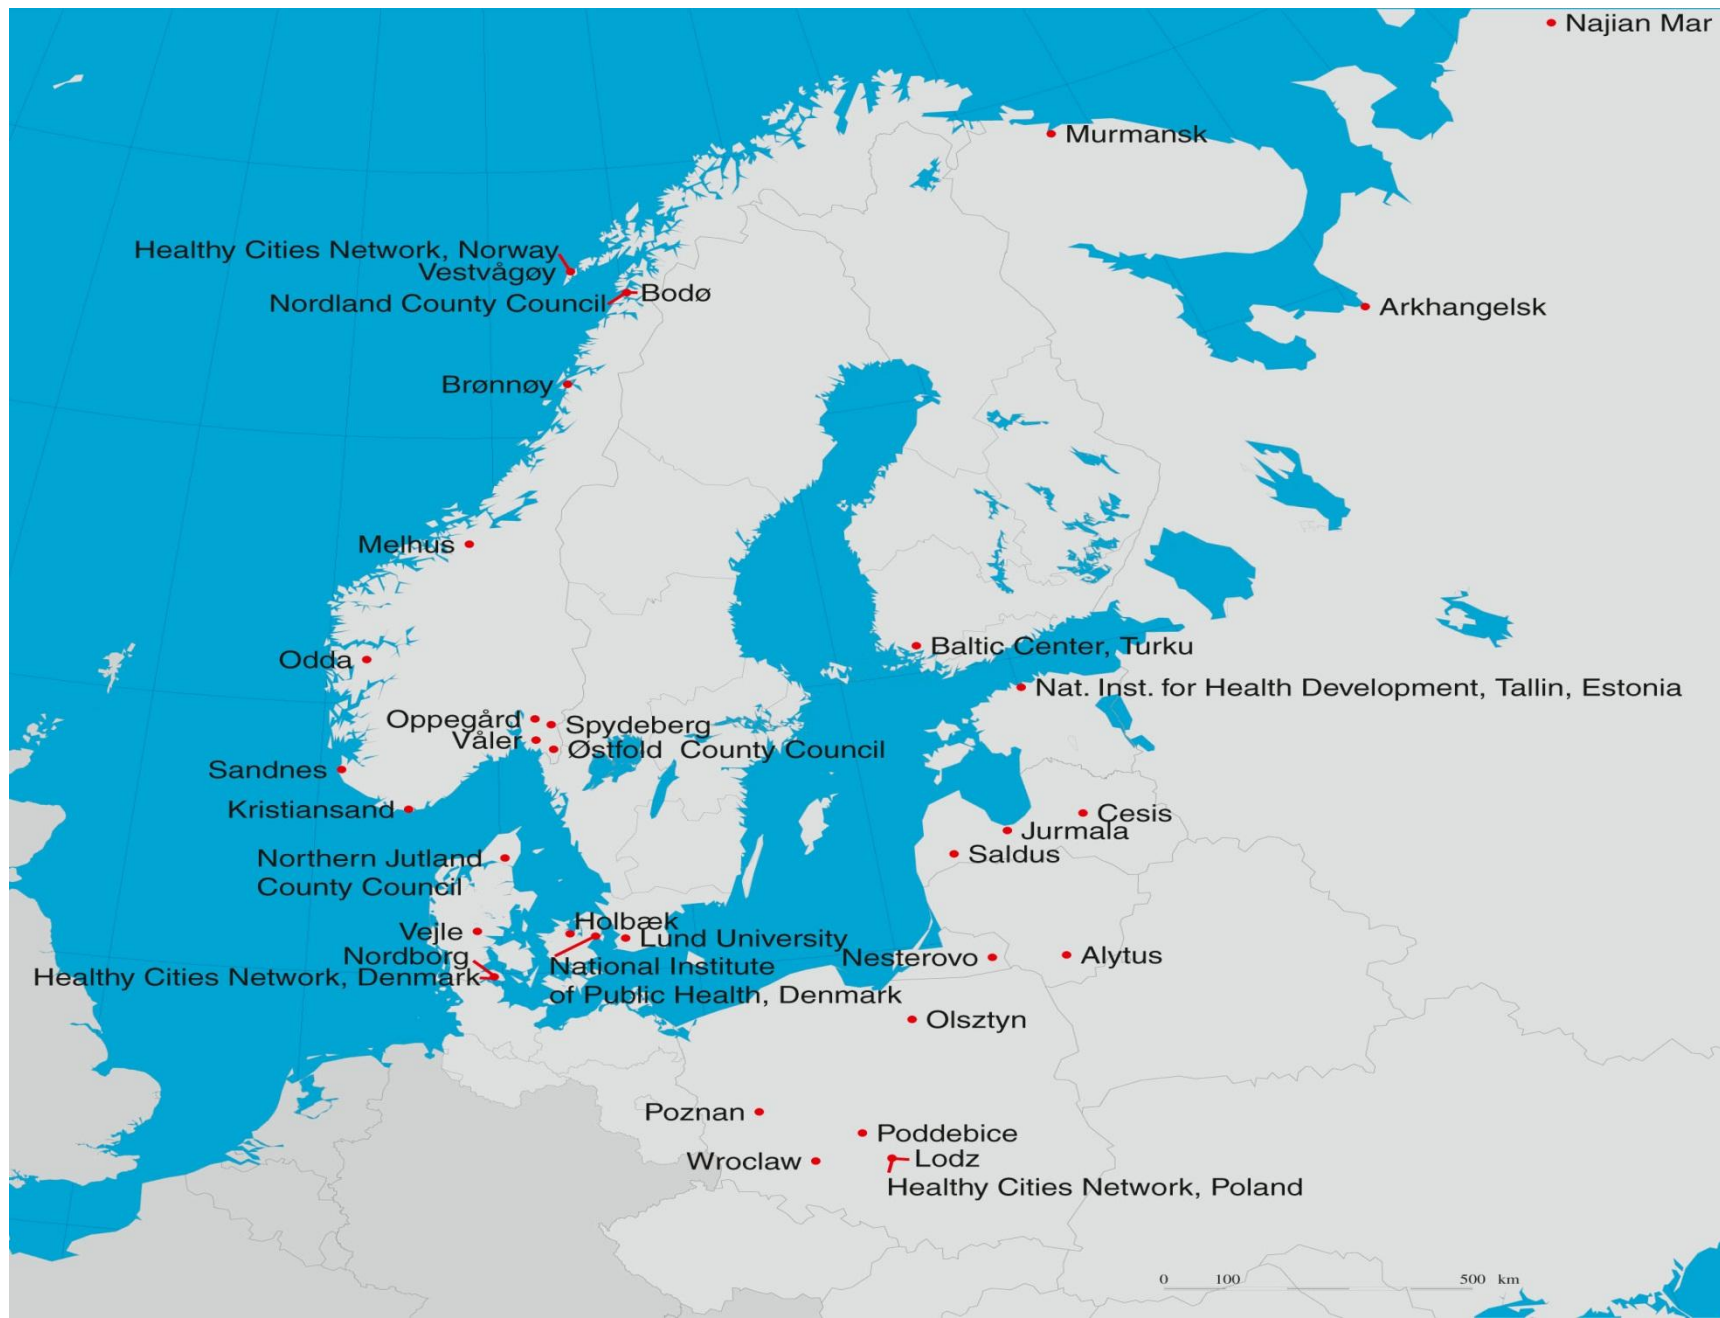 Najian Mar
Murmansk
Healthy Cities Network, Norway
Vestvågøy
Nordland County Council
Bodø
Arkhangelsk
Brønnøy
Melhus
Baltic Center, Turku
Odda
Nat. Inst. for Health Development, Tallin, Estonia
Oppegård
Spydeberg
Våler
Østfold County Council
Sandnes
Kristiansand
Cesis
Jurmala
Saldus
Northern Jutland
County Council
Holbæk
Vejle
Lund University
Nordborg
Healthy Cities Network, Denmark
National Institute
of Public Health, Denmark
Nesterovo
Alytus
Olsztyn
Poznan
Poddebice
Wroclaw
Lodz
Healthy Cities Network, Poland
0 100 500 km